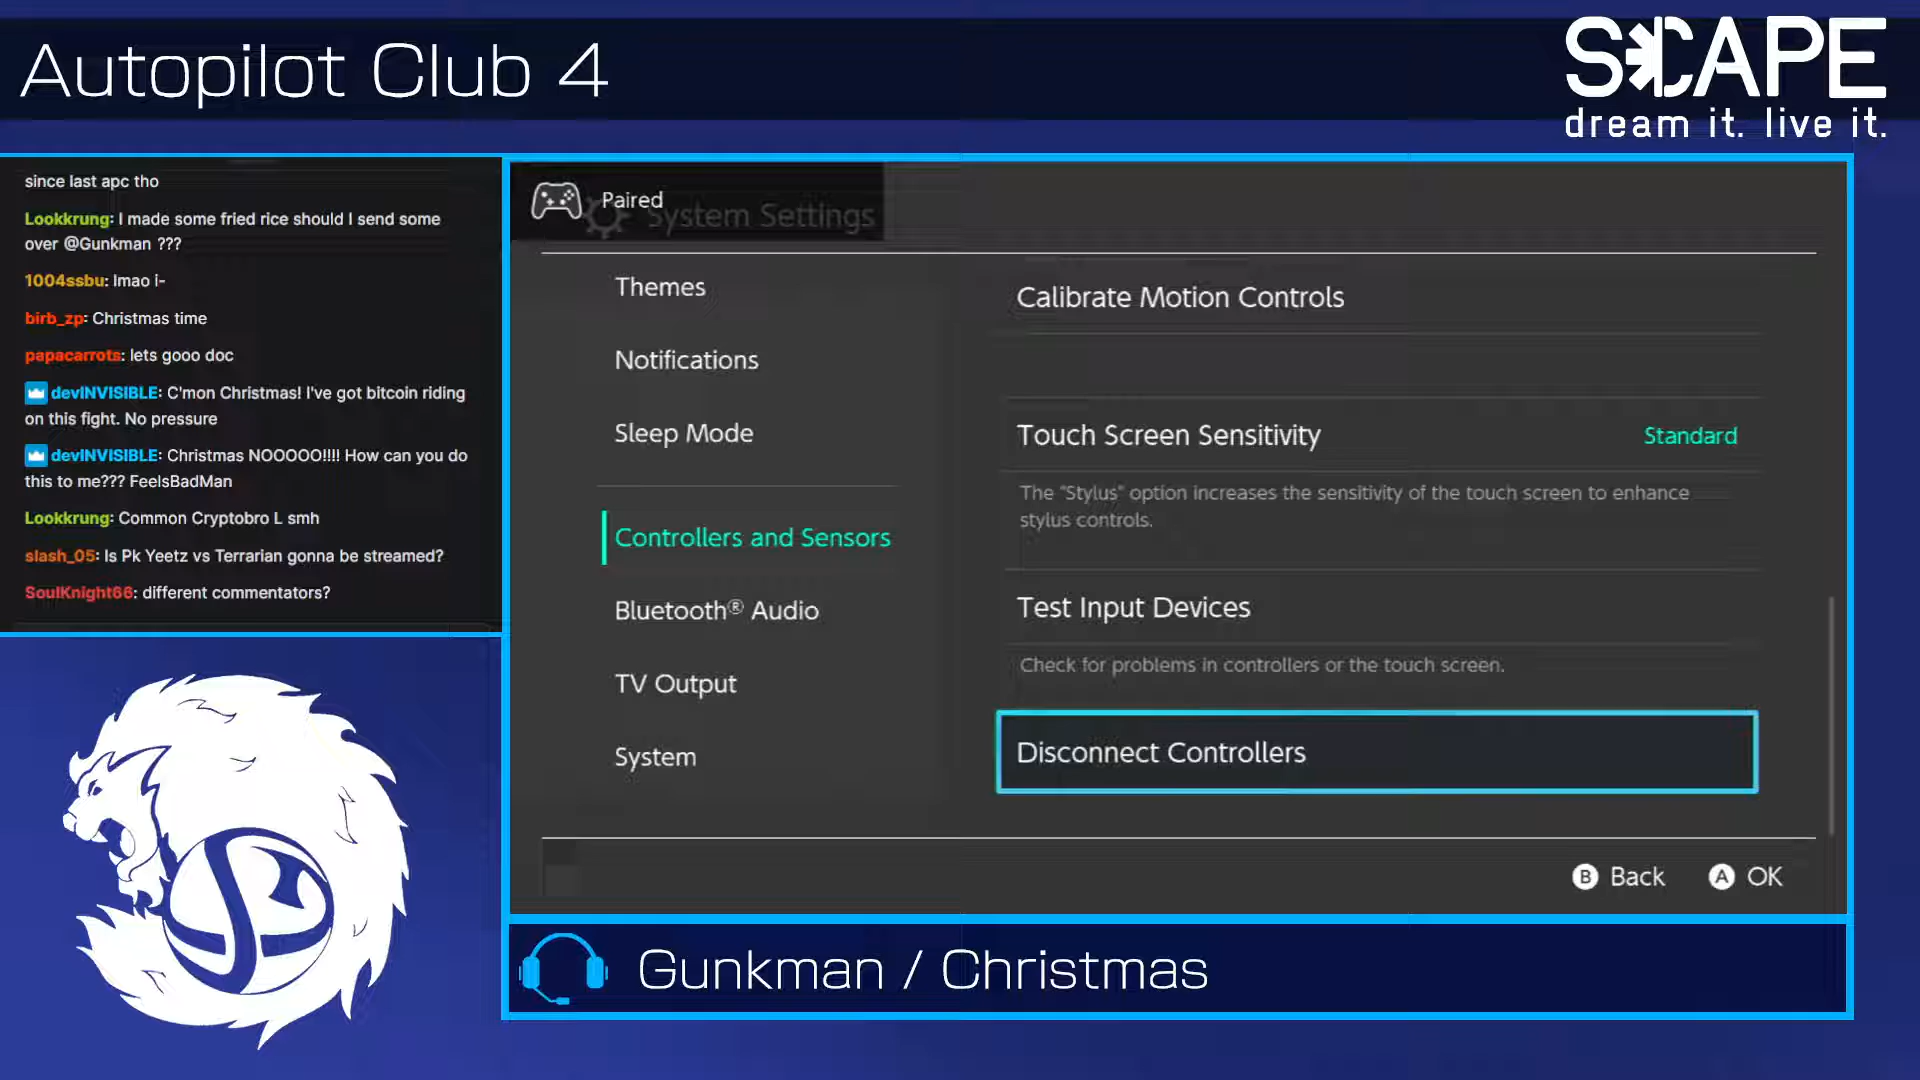 Autopilot Club 4
SCAPE
dream it. live it.
since last apc tho
Lookkrung: I made some fried rice should I send some
over @Gunkman ???
1004ssbu: lmao i-
birb_zp: Christmas time
papacarrots: lets gooo doc
devINVISIBLE: C'mon Christmas! I've got bitcoin riding
on this fight. No pressure
devINVISIBLE: Christmas NOOOOO!!!! How can you do
this to me??? FeelsBadMan
Lookkrung: Common Cryptobro L smh
slash_05: Is Pk Yeetz vs Terrarian gonna be streamed?
SoulKnight66: different commentators?
Paired
System Settings
Themes
Notifications
Sleep Mode
Controllers and Sensors
Bluetooth® Audio
TV Output
System
Calibrate Motion Controls
Touch Screen Sensitivity Standard
The "Stylus" option increases the sensitivity of the touch screen to enhance
stylus controls.
Test Input Devices
Check for problems in controllers or the touch screen.
Disconnect Controllers
B Back A OK
Gunkman / Christmas